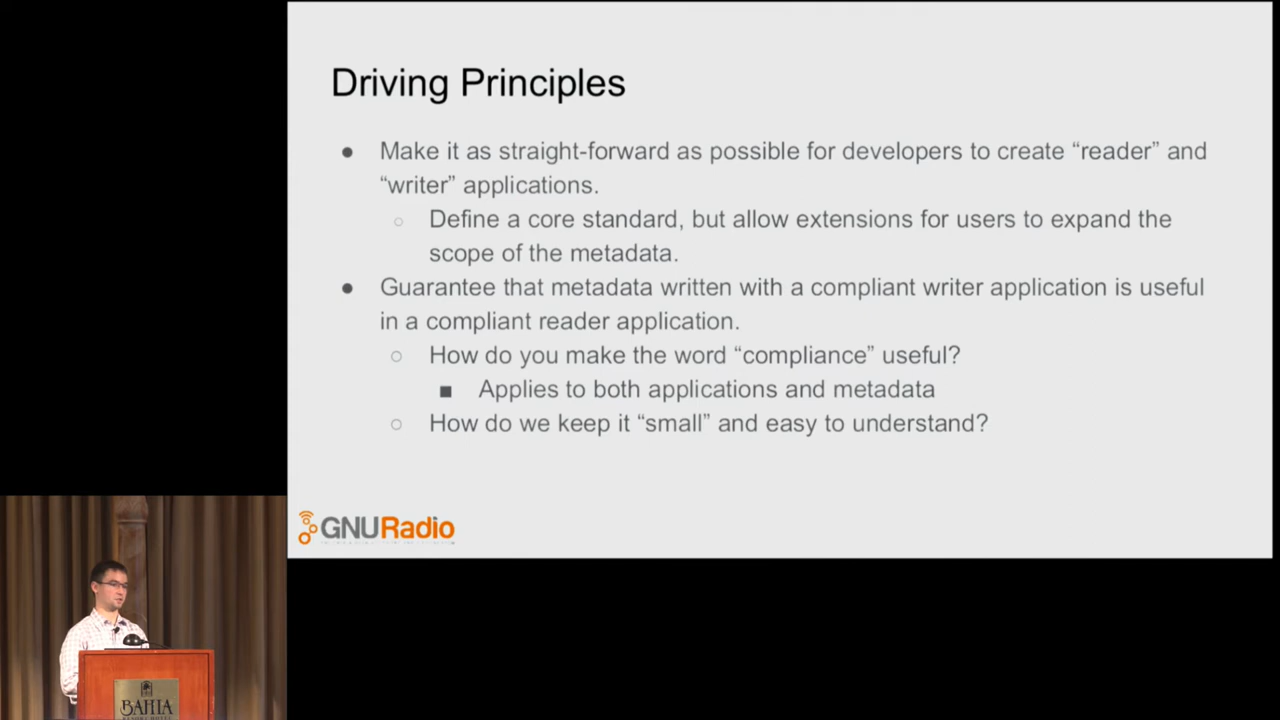 Driving Principles
● Make it as straight-forward as possible for developers to create “reader” and
“writer” applications.
○ Define a core standard, but allow extensions for users to expand the
scope of the metadata.
● Guarantee that metadata written with a compliant writer application is useful
in a compliant reader application.
○ How do you make the word “compliance” useful?
■ Applies to both applications and metadata
○ How do we keep it “small” and easy to understand?
GNURadio
BAHIA